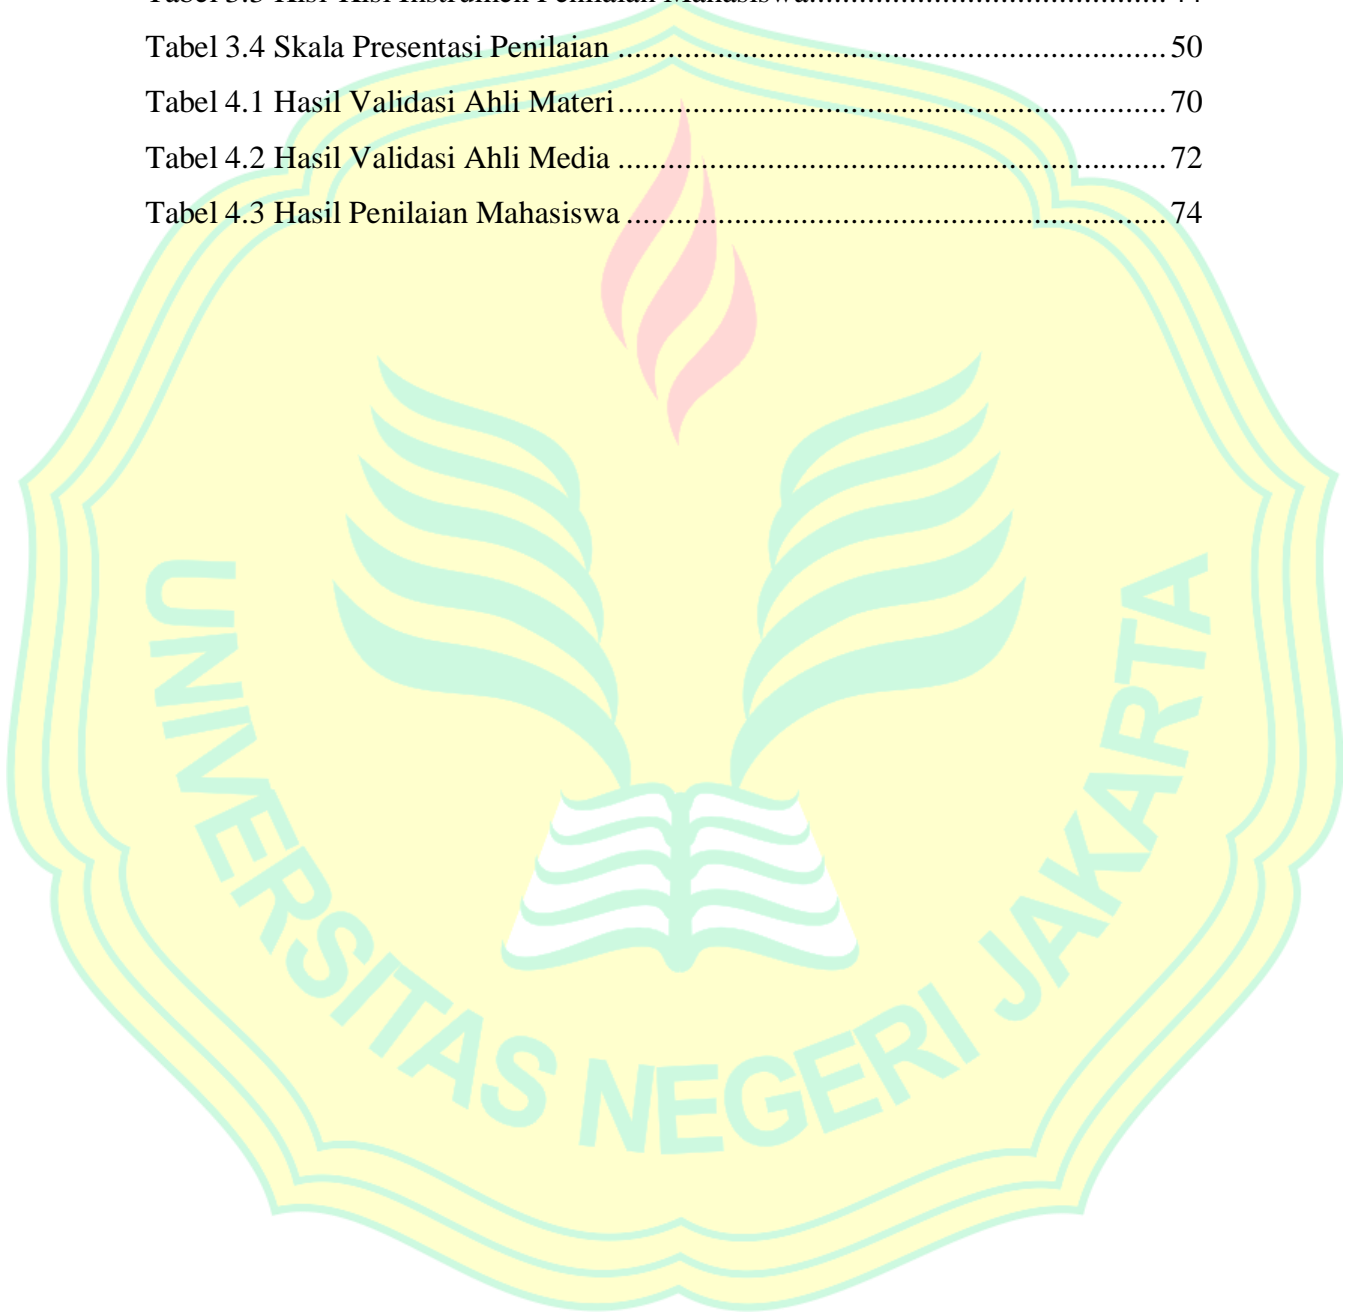 Tabel 3.4 Skala Presentasi Penilaian ........................................................................ 50
Tabel 4.1 Hasil Validasi Ahli Materi ........................................................................ 70
Tabel 4.2 Hasil Validasi Ahli Media ........................................................................ 72
Tabel 4.3 Hasil Penilaian Mahasiswa ...................................................................... 74
UNIVERSITAS NEGERI JAKARTA